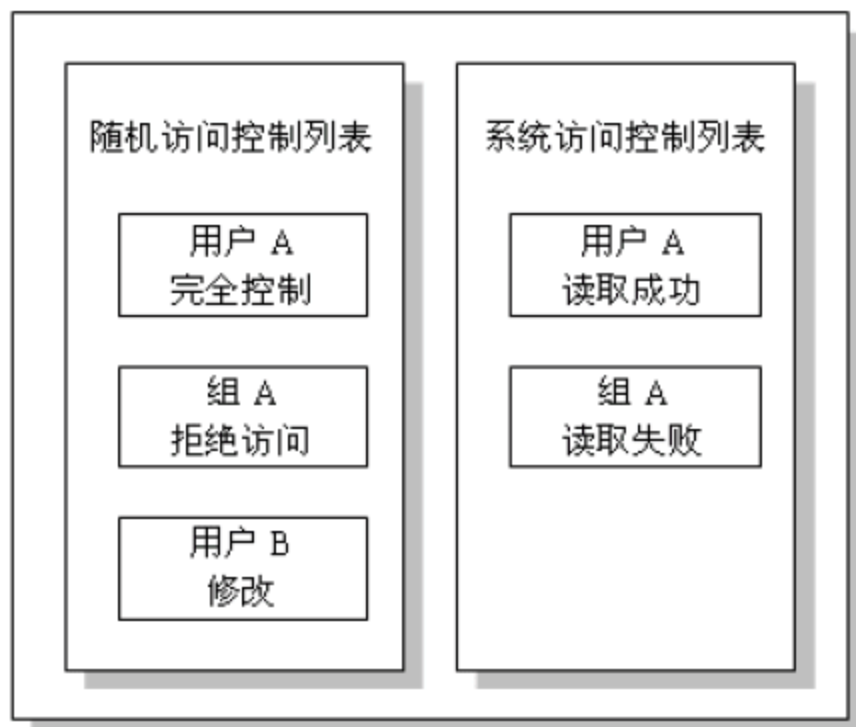 随机访问控制列表
用户 A
完全控制
组 A
拒绝访问
用户 B
修改
系统访问控制列表
用户 A
读取成功
组 A
读取失败